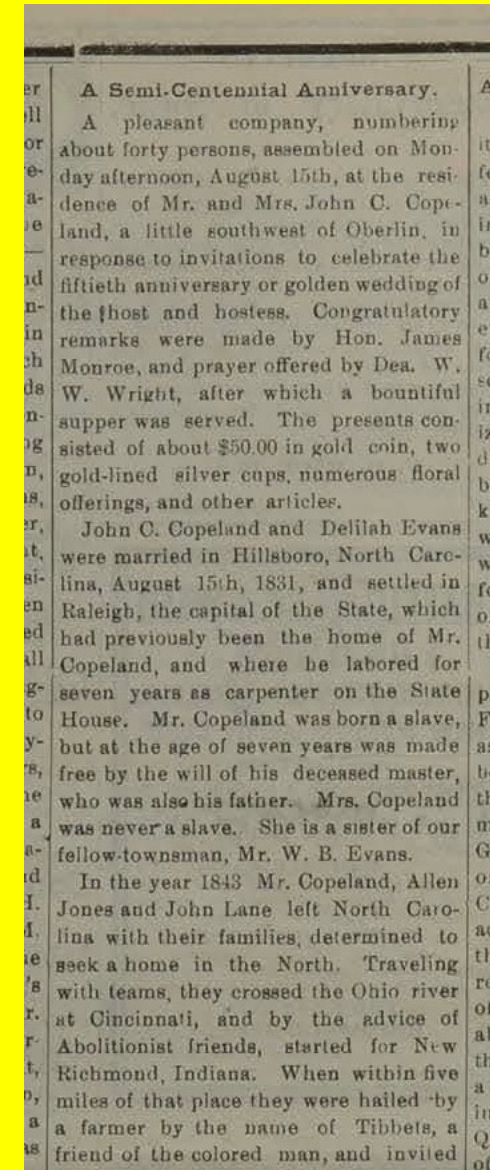 A Semi-Centennial Anniversary.
A pleasant company, numbering
about forty persons, assembled on Mon-
day afternoon, August 15th, at the resi-
dence of Mr. and Mrs. John C. Cope-
land, a little southwest of Oberlin, in
response to invitations to celebrate the
fiftieth anniversary or golden wedding of
the host and hostess. Congratulatory
remarks were made by Hon. James
Monroe, and prayer offered by Dea. W.
W. Wright, after which a bountiful
supper was served. The presents con-
sisted of about $50.00 in gold coin, two
gold-lined silver cups, numerous floral
offerings, and other articles.
John C. Copeland and Delilah Evans
were married in Hillsboro, North Caro-
lina, August 15th, 1831, and settled in
Raleigh, the capital of the State, which
had previously been the home of Mr.
Copeland, and where he labored for
seven years as carpenter on the State
House. Mr. Copeland was born a slave,
but at the age of seven years was made
free by the will of his deceased master,
who was also his father. Mrs. Copeland
was never a slave. She is a sister of our
fellow-townsman, Mr. W. B. Evans.
In the year 1843 Mr. Copeland, Allen
Jones and John Lane left North Caro-
lina with their families, determined to
seek a home in the North. Traveling
with teams, they crossed the Ohio river
at Cincinnati, and by the advice of
Abolitionist friends, started for New
Richmond, Indiana. When within five
miles of that place they were hailed by
a farmer by the name of Tibbets, a
friend of the colored man, and invited